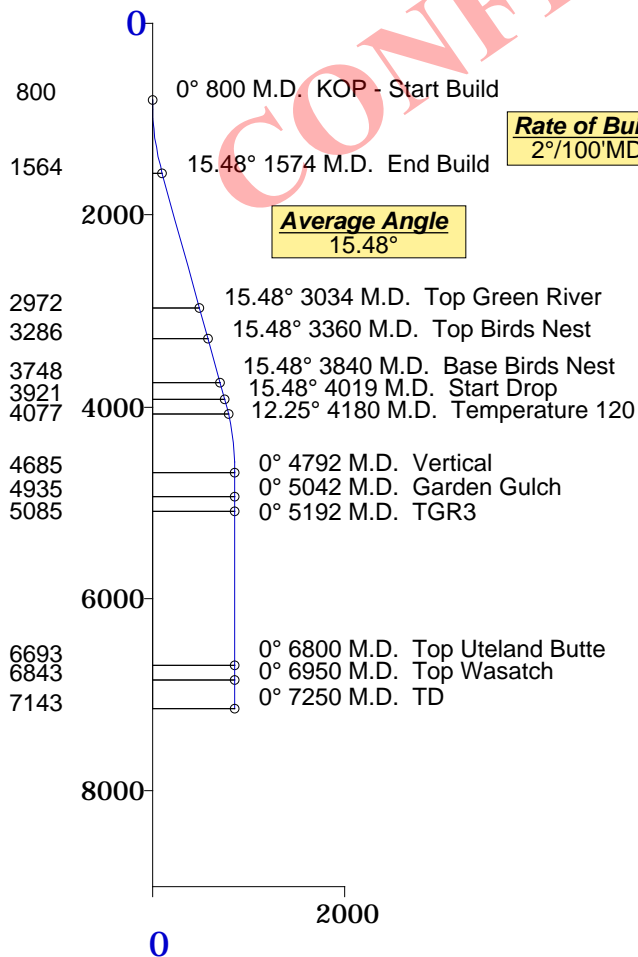 0
800 0° 800 M.D. KOP - Start Build
Rate of Bui
2°/100'MD
1564 15.48° 1574 M.D. End Build
2000
Average Angle
15.48°
2972 15.48° 3034 M.D. Top Green River
3286 15.48° 3360 M.D. Top Birds Nest
3748 15.48° 3840 M.D. Base Birds Nest
3921 15.48° 4019 M.D. Start Drop
4000
4077 12.25° 4180 M.D. Temperature 120
4685 0° 4792 M.D. Vertical
4935 0° 5042 M.D. Garden Gulch
5085 0° 5192 M.D. TGR3
6000
6693 0° 6800 M.D. Top Uteland Butte
6843 0° 6950 M.D. Top Wasatch
7143 0° 7250 M.D. TD
8000
2000
0
CONF